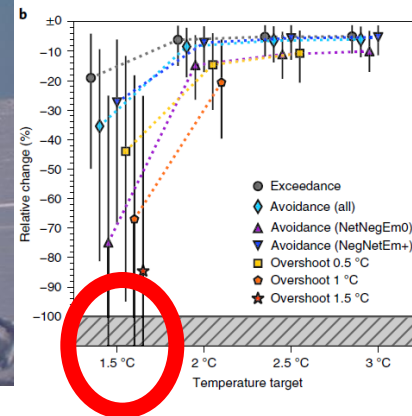 b
±0
−10
−20
−30
−40
−50
−60
−70
−80
−90
−100
Relative change (%)
Exceedance
Avoidance (all)
Avoidance (NetNegEm0)
Avoidance (NegNetEm+)
Overshoot 0.5 °C
Overshoot 1 °C
Overshoot 1.5 °C
1.5 °C 2 °C 2.5 °C 3 °C
Temperature target